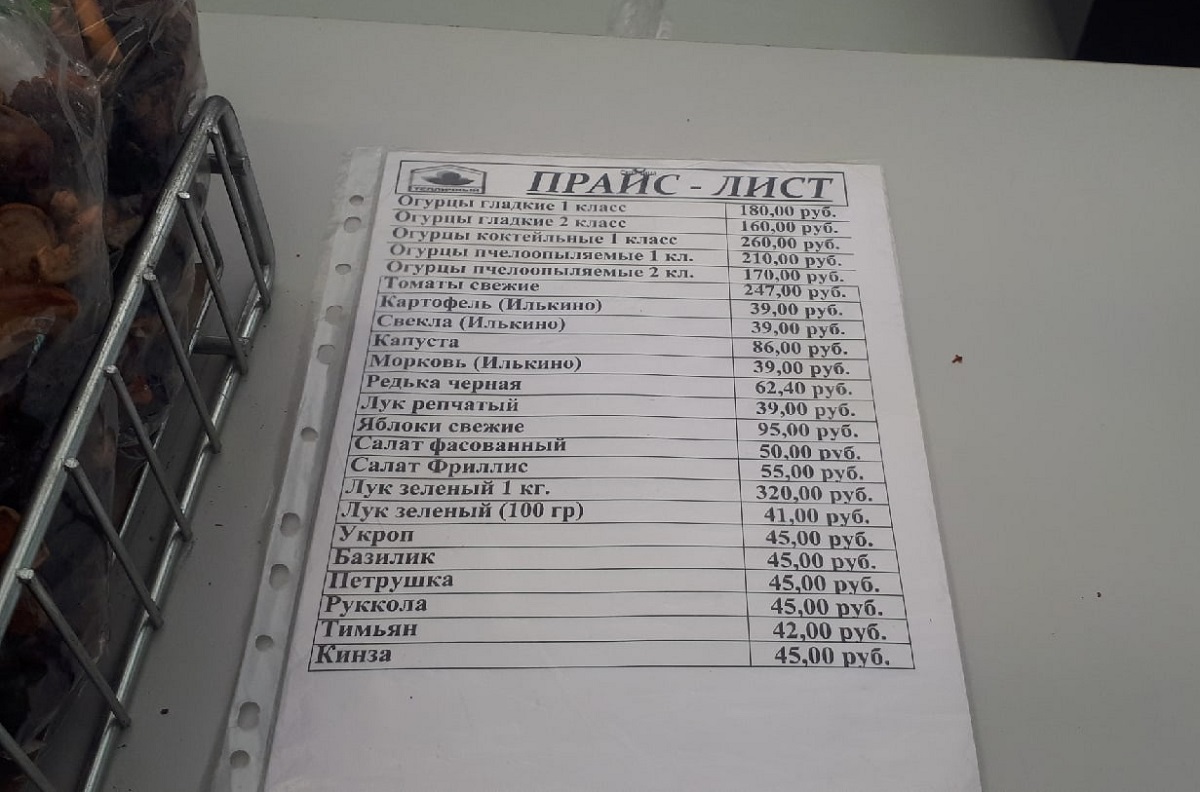 ТЕПЛИЧНЫЙ
ПРАЙС - ЛИСТ
Огурцы гладкие 1 класс 180,00 руб.
Огурцы гладкие 2 класс 160,00 руб.
Огурцы коктейльные 1 класс 260,00 руб.
Огурцы пчелоопыляемые 1 кл. 210,00 руб.
Огурцы пчелоопыляемые 2 кл. 170,00 руб.
Томаты свежие 247,00 руб.
Картофель (Илькино) 39,00 руб.
Свекла (Илькино) 39,00 руб.
Капуста 86,00 руб.
Морковь (Илькино) 39,00 руб.
Редька черная 62,40 руб.
Лук репчатый 39,00 руб.
Яблоки свежие 95,00 руб.
Салат фасованный 50,00 руб.
Салат Фриллис 55,00 руб.
Лук зеленый 1 кг. 320,00 руб.
Лук зеленый (100 гр) 41,00 руб.
Укроп 45,00 руб.
Базилик 45,00 руб.
Петрушка 45,00 руб.
Руккола 45,00 руб.
Тимьян 42,00 руб.
Кинза 45,00 руб.